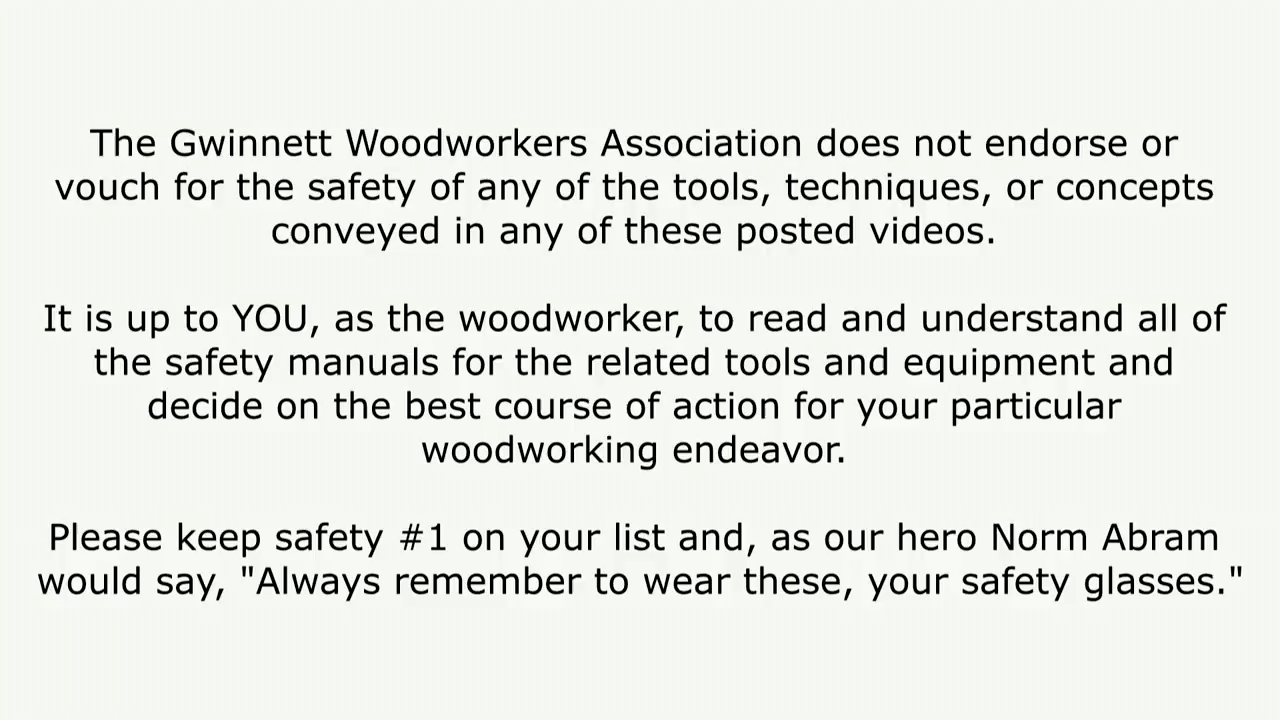 The Gwinnett Woodworkers Association does not endorse or
vouch for the safety of any of the tools, techniques, or concepts
conveyed in any of these posted videos.
It is up to YOU, as the woodworker, to read and understand all of
the safety manuals for the related tools and equipment and
decide on the best course of action for your particular
woodworking endeavor.
Please keep safety #1 on your list and, as our hero Norm Abram
would say, "Always remember to wear these, your safety glasses."